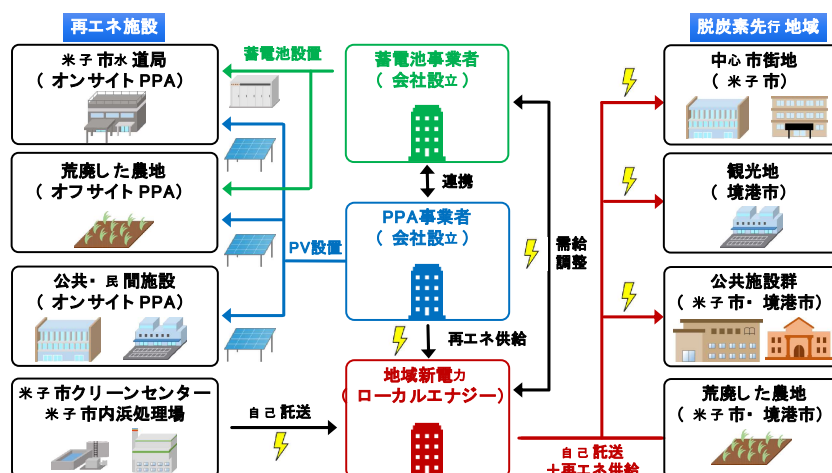 再エネ施設
米子市水道局
（オンサイトPPA）
荒廃した農地
（オフサイトPPA）
公共・民間施設
（オンサイトPPA）
米子市クリーンセンター
米子市内浜処理場
蓄電池設置
PV設置
自己託送
蓄電池事業者
（会社設立）
連携
PPA事業者
（会社設立）
再エネ供給
地域新電力
（ローカルエナジー）
需給
調整
自己託送
＋再エネ供給
脱炭素先行地域
中心市街地
（米子市）
観光地
（境港市）
公共施設群
（米子市・境港市）
荒廃した農地
（米子市・境港市）